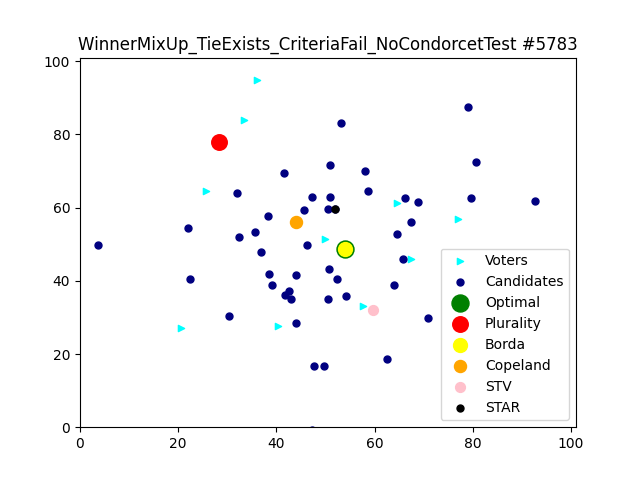 WinnerMixUp_TieExists_CriteriaFail_NoCondorcetTest #5783
100
80
60
40
20
0
Voters
Candidates
Optimal
Plurality
Borda
Copeland
STV
STAR
0 20 40 60 80 100